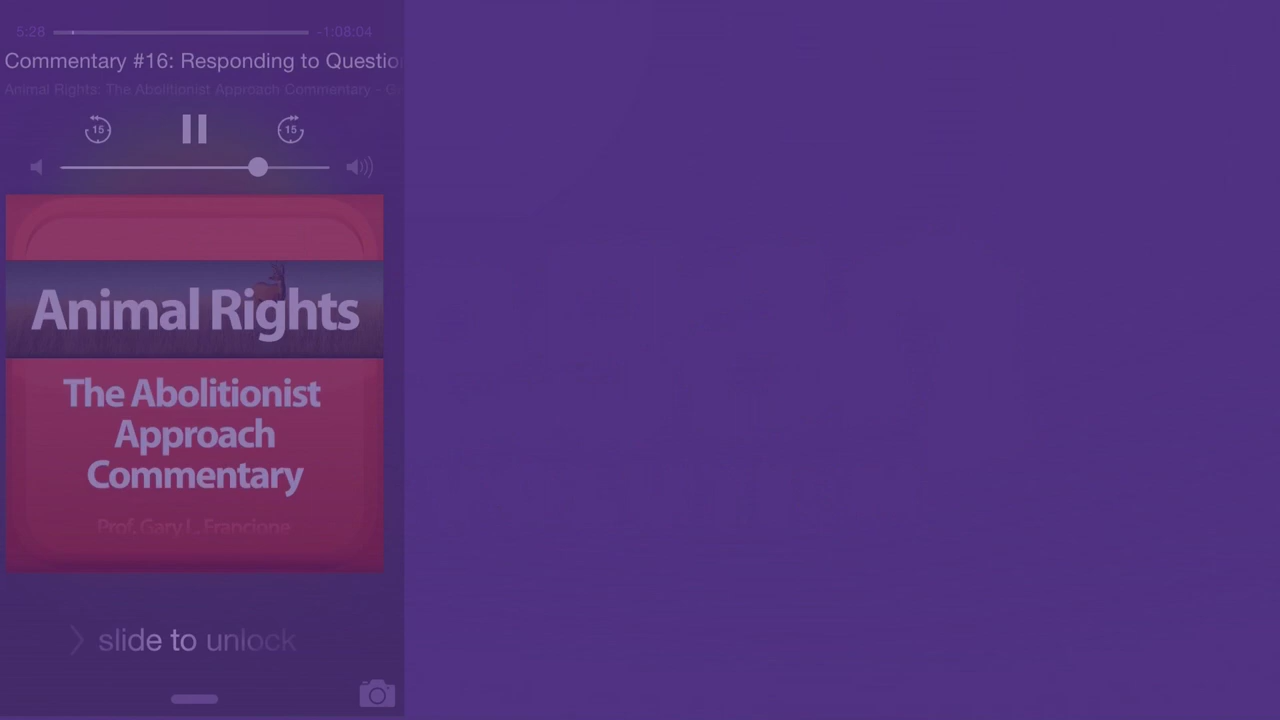 5:28 -1:08:04
Commentary #16: Responding to Questio
Animal Rights: The Abolitionist Approach Commentary - G
15 15
Animal Rights
The Abolitionist
Approach
Commentary
Prof. Gary L. Francione
slide to unlock